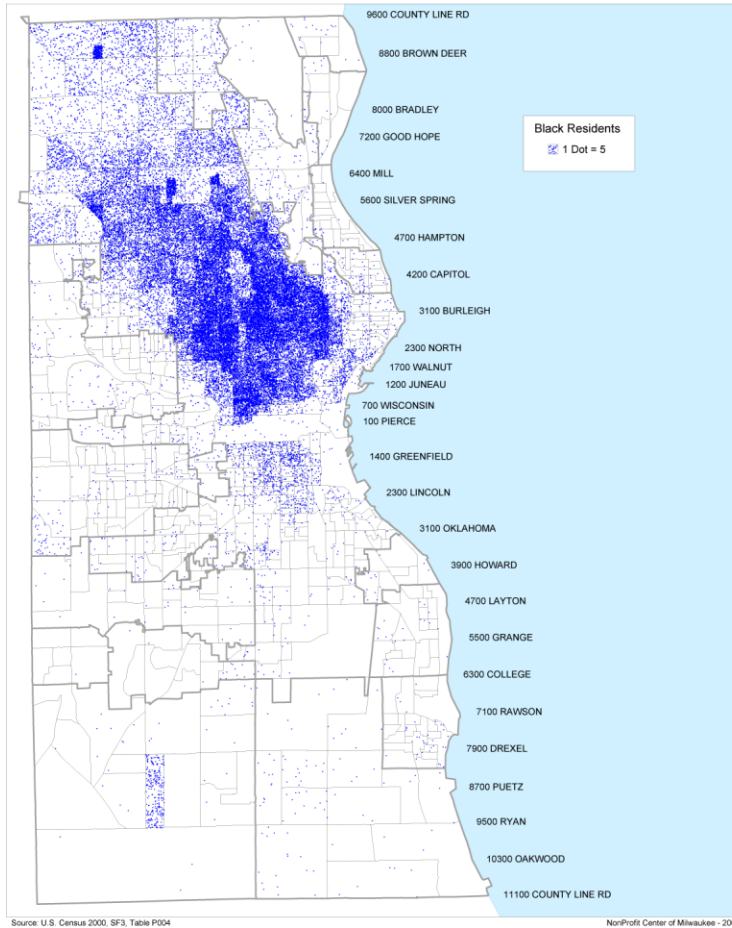 9600 COUNTY LINE RD
8800 BROWN DEER
8000 BRADLEY
Black Residents
1 Dot = 5
7200 GOOD HOPE
6400 MILL
5600 SILVER SPRING
4700 HAMPTON
4200 CAPITOL
3100 BURLEIGH
2300 NORTH
1700 WALNUT
1200 JUNEAU
700 WISCONSIN
100 PIERCE
1400 GREENFIELD
2300 LINCOLN
3100 OKLAHOMA
3900 HOWARD
4700 LAYTON
5500 GRANGE
6300 COLLEGE
7100 RAWSON
7900 DREXEL
8700 PUETZ
9500 RYAN
10300 OAKWOOD
11100 COUNTY LINE RD
Source: U.S. Census 2000, SF3, Table P004
NonProfit Center of Milwaukee - 20